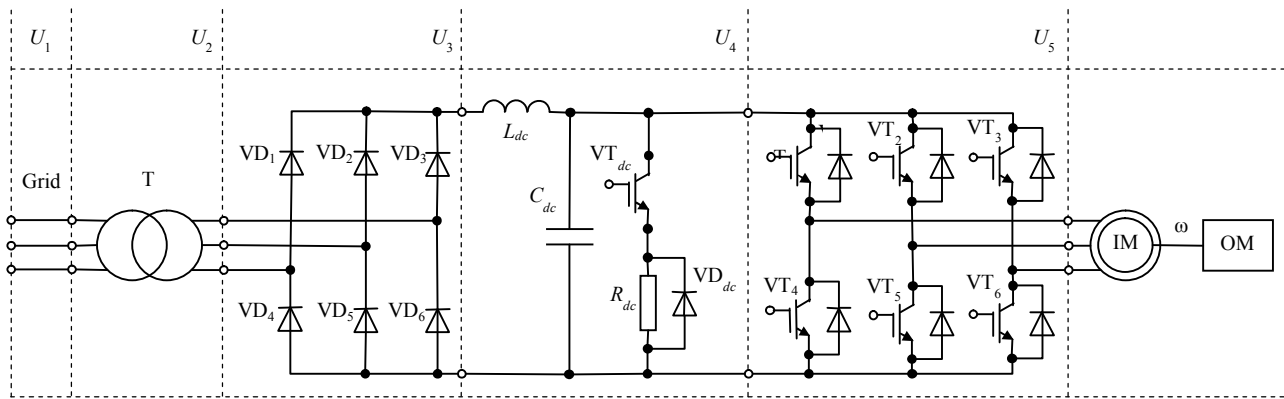 U1 U2 U3 U4 U5
Grid T
VD1 VD2 VD3
Ldc
VTdc
Cdc
Rdc
VDdc
VD4 VD5 VD6
VT2 VT3
VT4 VT5 VT6
IM ω OM